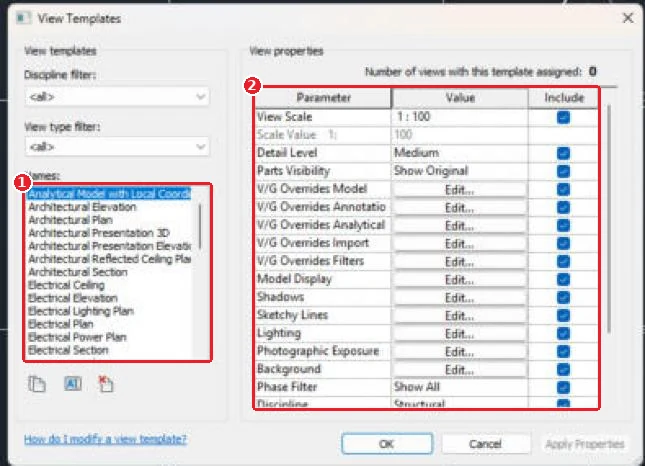 View Templates
View templates
Discipline filter:
<all>
View type filter:
<all>
1
Names:
Analytical Model with Local Coordi
Architectural Elevation
Architectural Plan
Architectural Presentation 3D
Architectural Presentation Elevatic
Architectural Reflected Ceiling Plan
Architectural Section
Electrical Ceiling
Electrical Elevation
Electrical Lighting Plan
Electrical Plan
Electrical Power Plan
Electrical Section
AI
How do I modify a view template?
View properties
Number of views with this template assigned: 0
2
Parameter Value Include
View Scale 1 : 100
Scale Value 1: 100
Detail Level Medium
Parts Visibility Show Original
V/G Overrides Model Edit...
V/G Overrides Annotatio Edit...
V/G Overrides Analytical Edit...
V/G Overrides Import Edit...
V/G Overrides Filters Edit...
Model Display Edit...
Shadows Edit...
Sketchy Lines Edit...
Lighting Edit...
Photographic Exposure Edit...
Background Edit...
Phase Filter Show All
Discipline Structural
OK Cancel Apply Properties